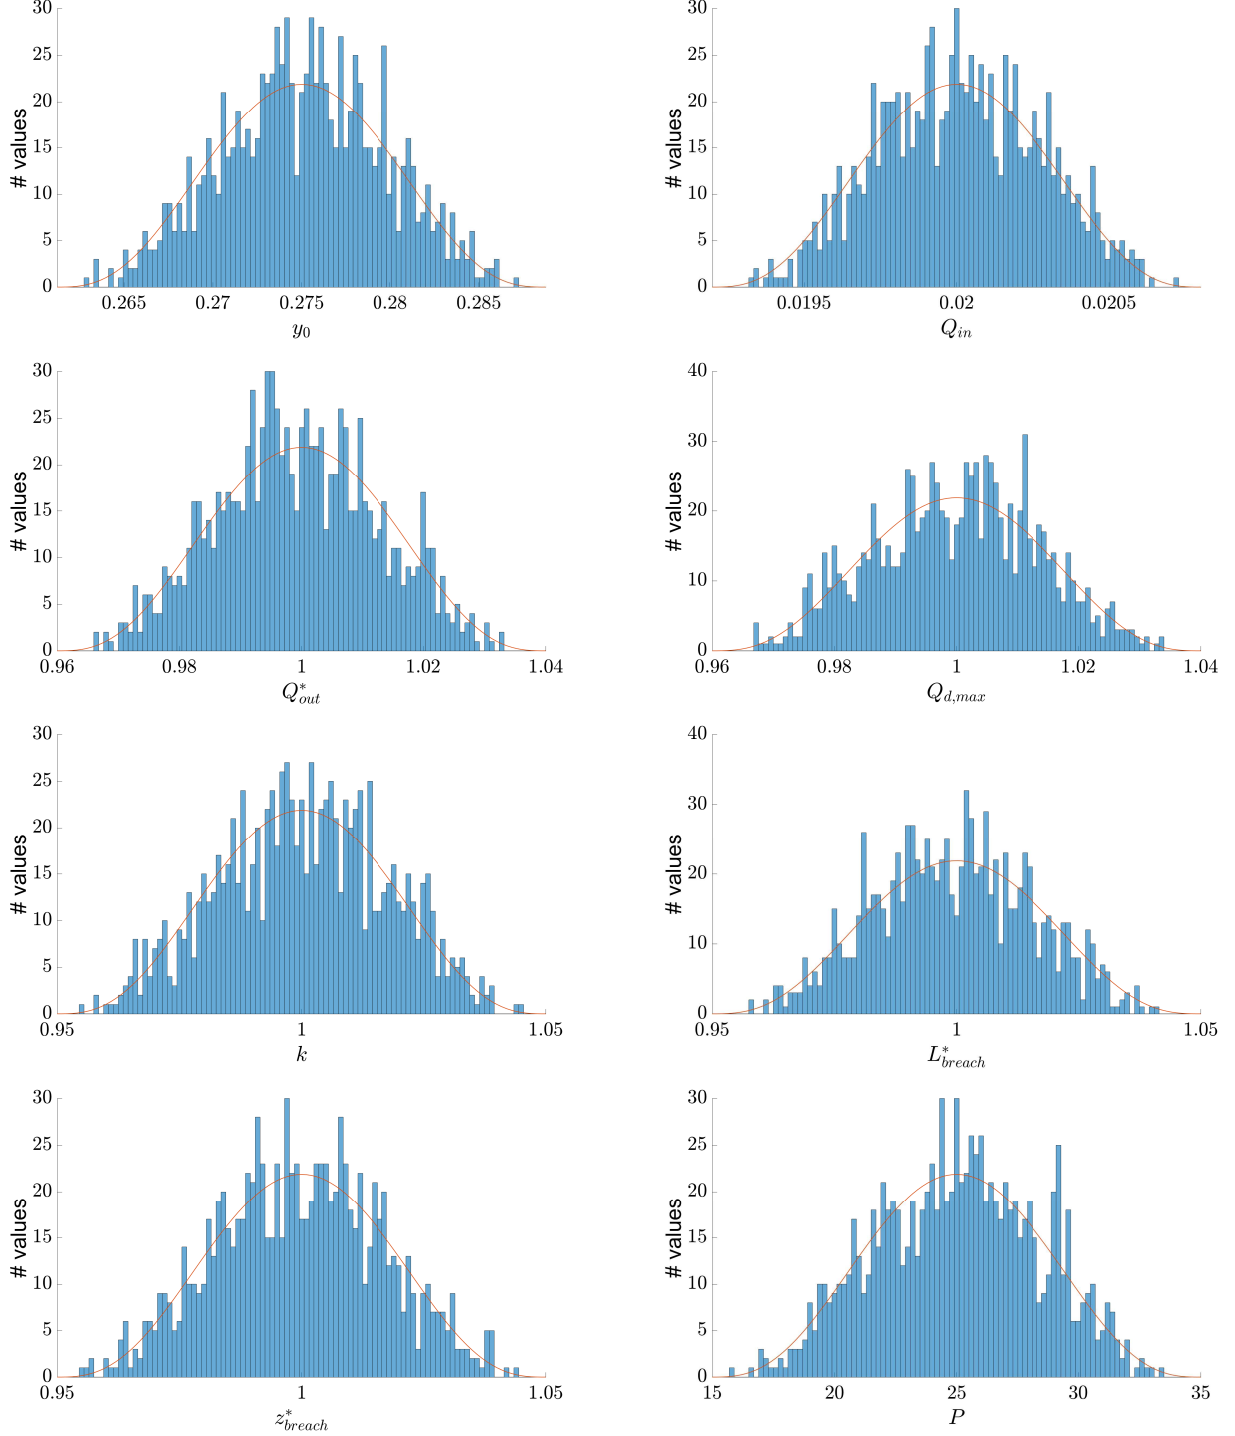 30 30
25 25
20 20
# values # values
15 15
10 10
5 5
0 0
0.265 0.27 0.275 0.28 0.285 0.0195 0.02 0.0205
y_0 Q_{in}
30 40
25 30
20
# values # values
15 20
10 10
5
0 0
0.96 0.98 1 1.02 1.04 0.96 0.98 1 1.02 1.04
Q^*_{out} Q_{d,max}
30 40
25 30
20
# values # values
15 20
10 10
5
0 0
0.95 1 1.05 0.95 1 1.05
k L^*_{breach}
30 30
25 25
20 20
# values # values
15 15
10 10
5 5
0 0
0.95 1 1.05 15 20 25 30 35
z^*_{breach} P